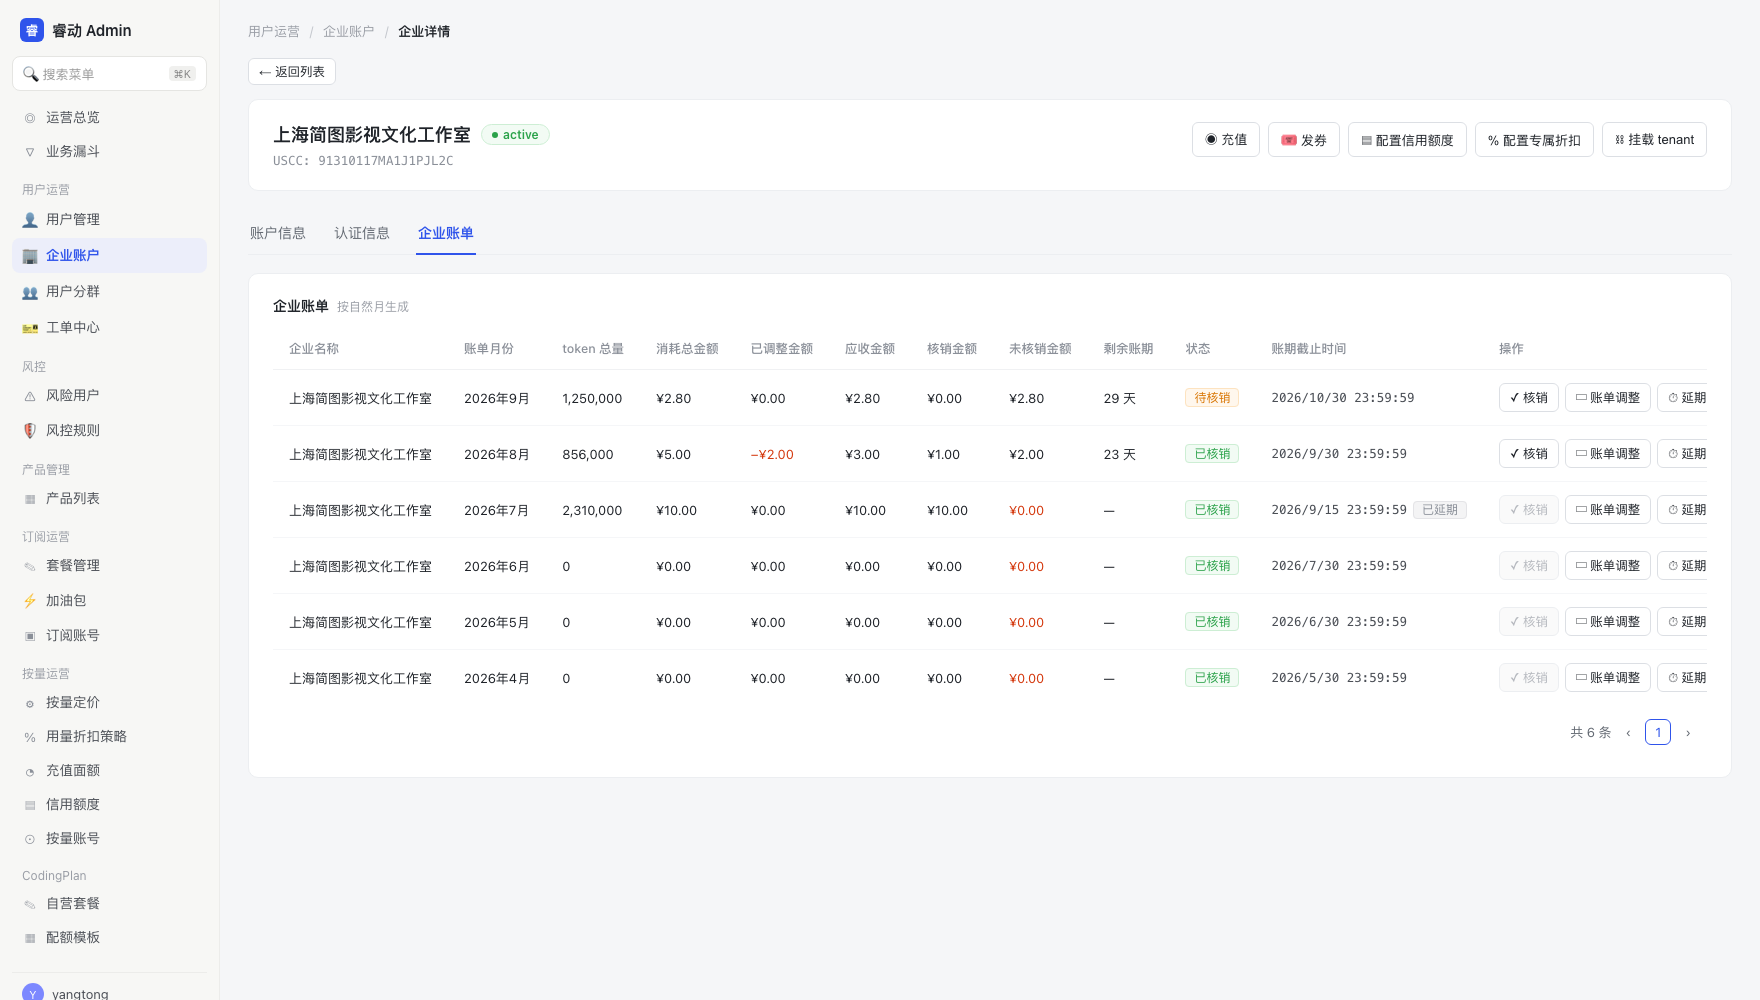 睿 睿动 Admin
搜索菜单 ⌘K
运营总览
业务漏斗
用户运营
用户管理
企业账户
用户分群
工单中心
风控
风险用户
风控规则
产品管理
产品列表
订阅运营
套餐管理
加油包
订阅账号
按量运营
按量定价
% 用量折扣策略
充值面额
信用额度
按量账号
CodingPlan
自营套餐
配额模板
Y yangtong
用户运营 / 企业账户 / 企业详情
← 返回列表
上海简图影视文化工作室 active
USCC: 91310117MA1J1PJL2C
充值 发券 配置信用额度 % 配置专属折扣 挂载 tenant
账户信息 认证信息 企业账单
企业账单 按自然月生成
企业名称 账单月份 token 总量 消耗总金额 已调整金额 应收金额 核销金额 未核销金额 剩余账期 状态 账期截止时间 操作
上海简图影视文化工作室 2026年9月 1,250,000 ¥2.80 ¥0.00 ¥2.80 ¥0.00 ¥2.80 29 天 待核销 2026/10/30 23:59:59 ✓ 核销 账单调整 延期
上海简图影视文化工作室 2026年8月 856,000 ¥5.00 −¥2.00 ¥3.00 ¥1.00 ¥2.00 23 天 已核销 2026/9/30 23:59:59 ✓ 核销 账单调整 延期
上海简图影视文化工作室 2026年7月 2,310,000 ¥10.00 ¥0.00 ¥10.00 ¥10.00 ¥0.00 — 已核销 2026/9/15 23:59:59 已延期 ✓ 核销 账单调整 延期
上海简图影视文化工作室 2026年6月 0 ¥0.00 ¥0.00 ¥0.00 ¥0.00 ¥0.00 — 已核销 2026/7/30 23:59:59 ✓ 核销 账单调整 延期
上海简图影视文化工作室 2026年5月 0 ¥0.00 ¥0.00 ¥0.00 ¥0.00 ¥0.00 — 已核销 2026/6/30 23:59:59 ✓ 核销 账单调整 延期
上海简图影视文化工作室 2026年4月 0 ¥0.00 ¥0.00 ¥0.00 ¥0.00 ¥0.00 — 已核销 2026/5/30 23:59:59 ✓ 核销 账单调整 延期
共 6 条 ‹ 1 ›